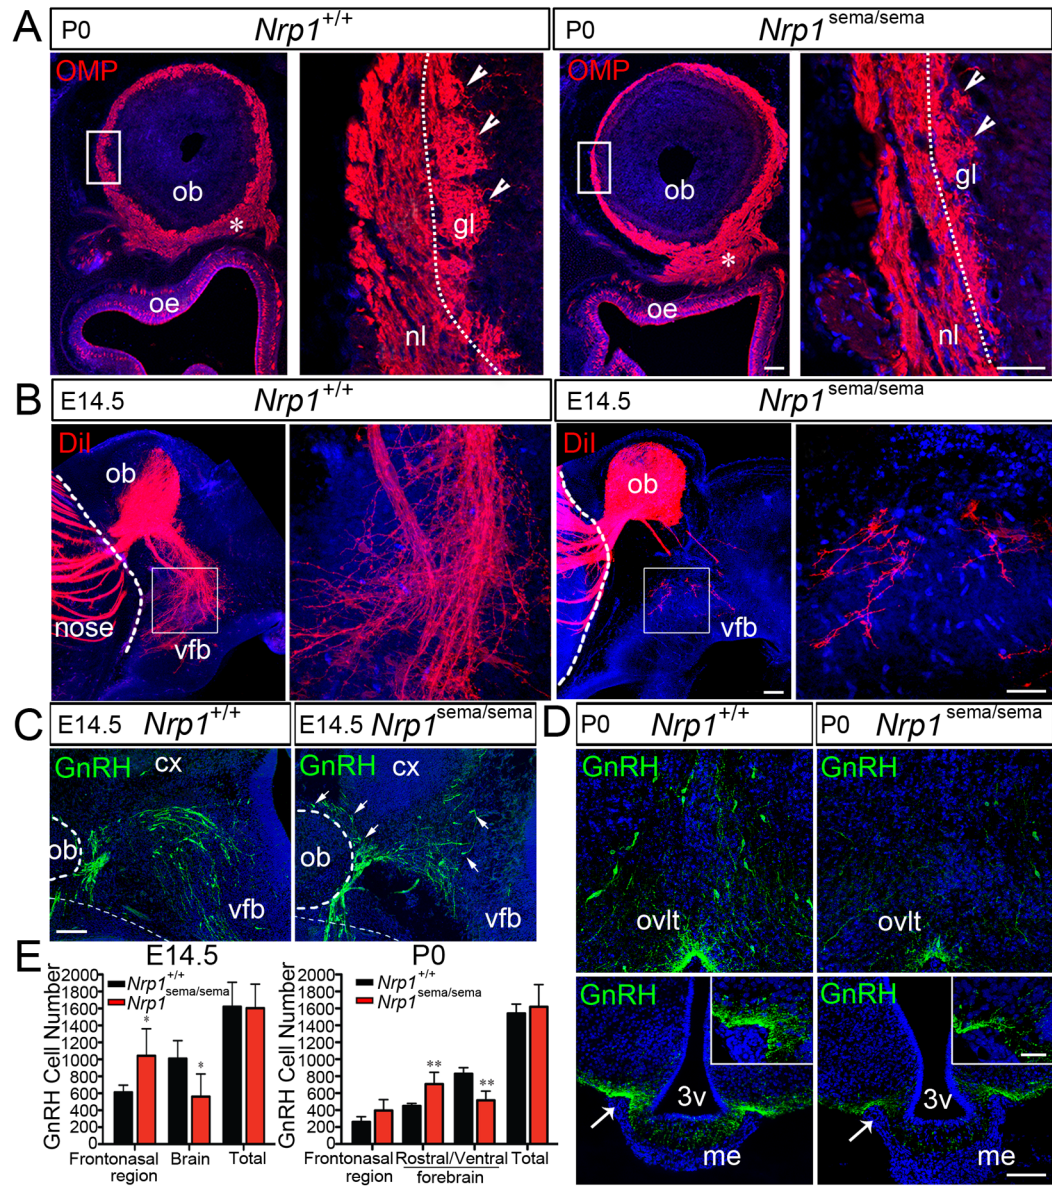 A
P0 Nrp1+/+
P0 Nrp1sema/sema
OMP
ob
*
oe
gl
nl
OMP
ob
*
oe
gl
nl
B
E14.5 Nrp1+/+
E14.5 Nrp1sema/sema
DiI
ob
nose
vfb
DiI
ob
vfb
C
E14.5 Nrp1+/+
E14.5 Nrp1sema/sema
GnRH
cx
ob
vfb
GnRH
cx
ob
vfb
D
P0 Nrp1+/+
P0 Nrp1sema/sema
GnRH
ovlt
GnRH
ovlt
GnRH
3v
me
GnRH
3v
me
E
E14.5
GnRH Cell Number
2000
1800
1600
1400
1200
1000
800
600
400
200
0
Nrp1+/+
Nrp1sema/sema
*
*
Frontonasal
region
Brain
Total
P0
GnRH Cell Number
2000
1800
1600
1400
1200
1000
800
600
400
200
0
Nrp1+/+
Nrp1sema/sema
**
**
Frontonasal
region
Rostral/Ventral
forebrain
Total